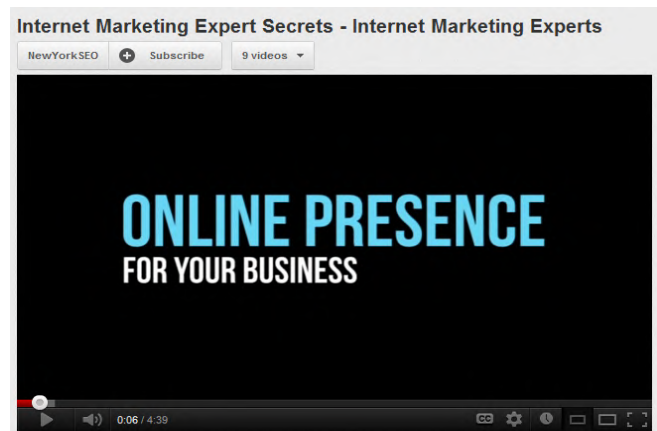 Internet Marketing Expert Secrets - Internet Marketing Experts
NewYorkSEO Subscribe 9 videos
ONLINE PRESENCE
FOR YOUR BUSINESS
0:06 / 4:39 CC